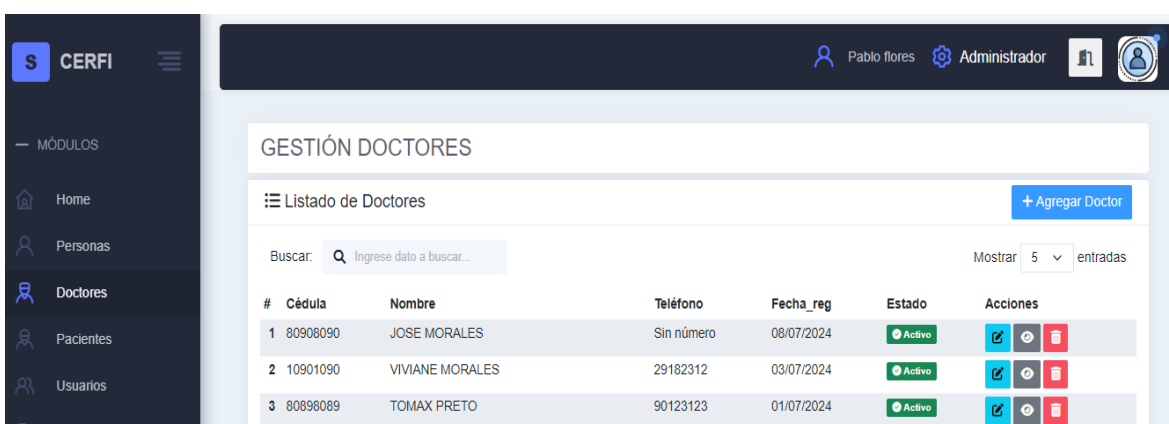 S CERFI
Pablo flores Administrador
MÓDULOS
Home
Personas
Doctores
Pacientes
Usuarios
GESTIÓN DOCTORES
Listado de Doctores
+ Agregar Doctor
Buscar: Ingrese dato a buscar...
Mostrar 5 entradas
# Cédula Nombre Teléfono Fecha_reg Estado Acciones
1 80908090 JOSE MORALES Sin número 08/07/2024 Activo
2 10901090 VIVIANE MORALES 29182312 03/07/2024 Activo
3 80898089 TOMAX PRETO 90123123 01/07/2024 Activo